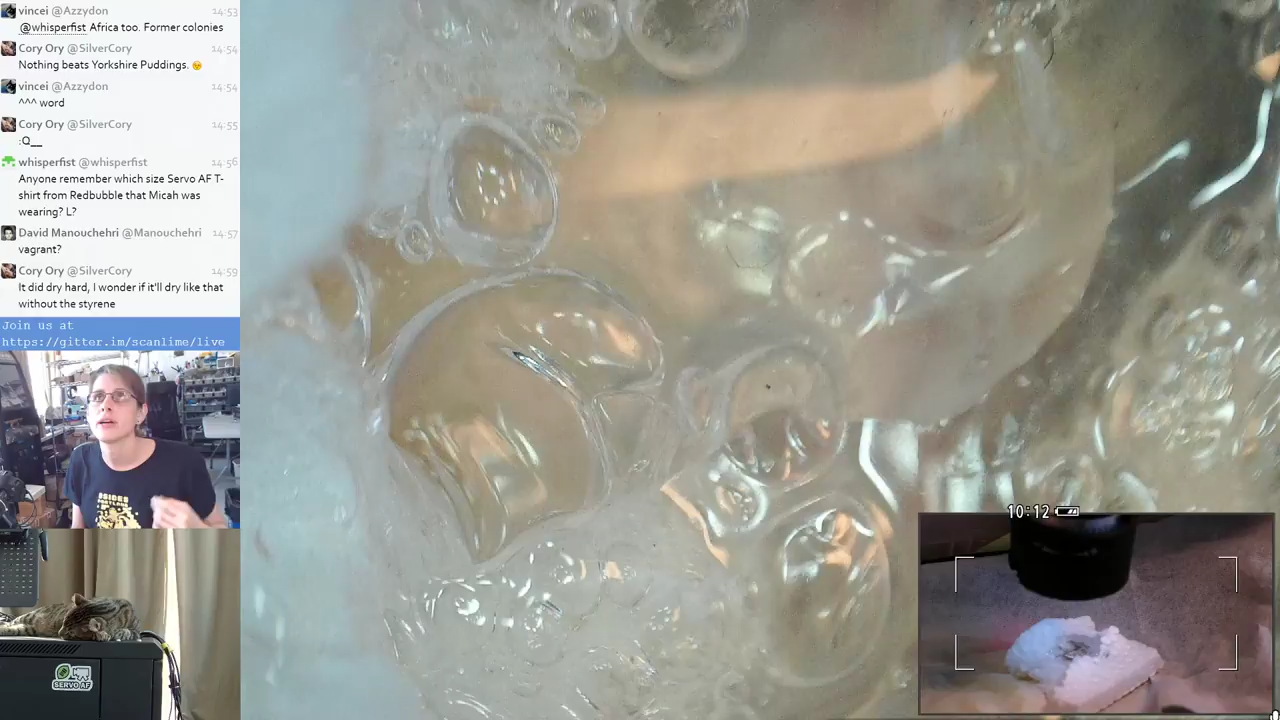 vincei @Azzydon 14:53
@whisperfist Africa too. Former colonies
Cory Ory @SilverCory 14:54
Nothing beats Yorkshire Puddings.
vincei @Azzydon 14:54
^^^ word
Cory Ory @SilverCory 14:55
:Q__
whisperfist @whisperfist 14:56
Anyone remember which size Servo AF T-
shirt from Redbubble that Micah was
wearing? L?
David Manouchehri @Manouchehri 14:57
vagrant?
Cory Ory @SilverCory 14:59
It did dry hard, I wonder if it'll dry like that
without the styrene
Join us at
https://gitter.im/scanlime/live
BSIDES
PORTLAND
SERVO AF
10:12